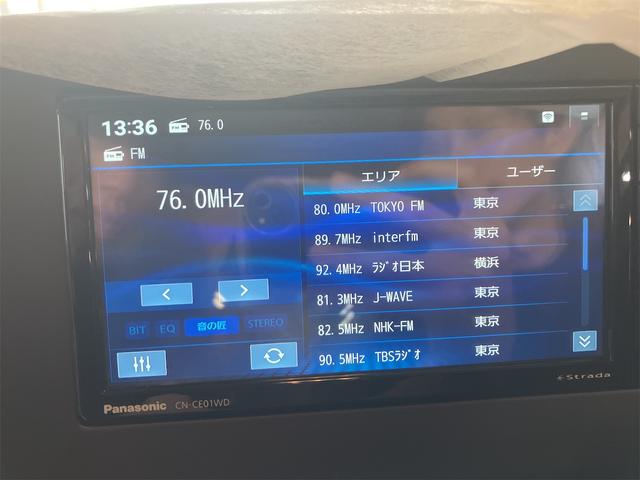 13:36 FM 76.0
FM FM
76.0MHz
エリア ユーザー
80.0MHz TOKYO FM 東京
89.7MHz interfm 東京
92.4MHz ﾗｼﾞｵ日本 横浜
81.3MHz J-WAVE 東京
82.5MHz NHK-FM 東京
90.5MHz TBSﾗｼﾞｵ 東京
< >
BIT EQ 音の匠 STEREO
Strada
Panasonic CN-CE01WD